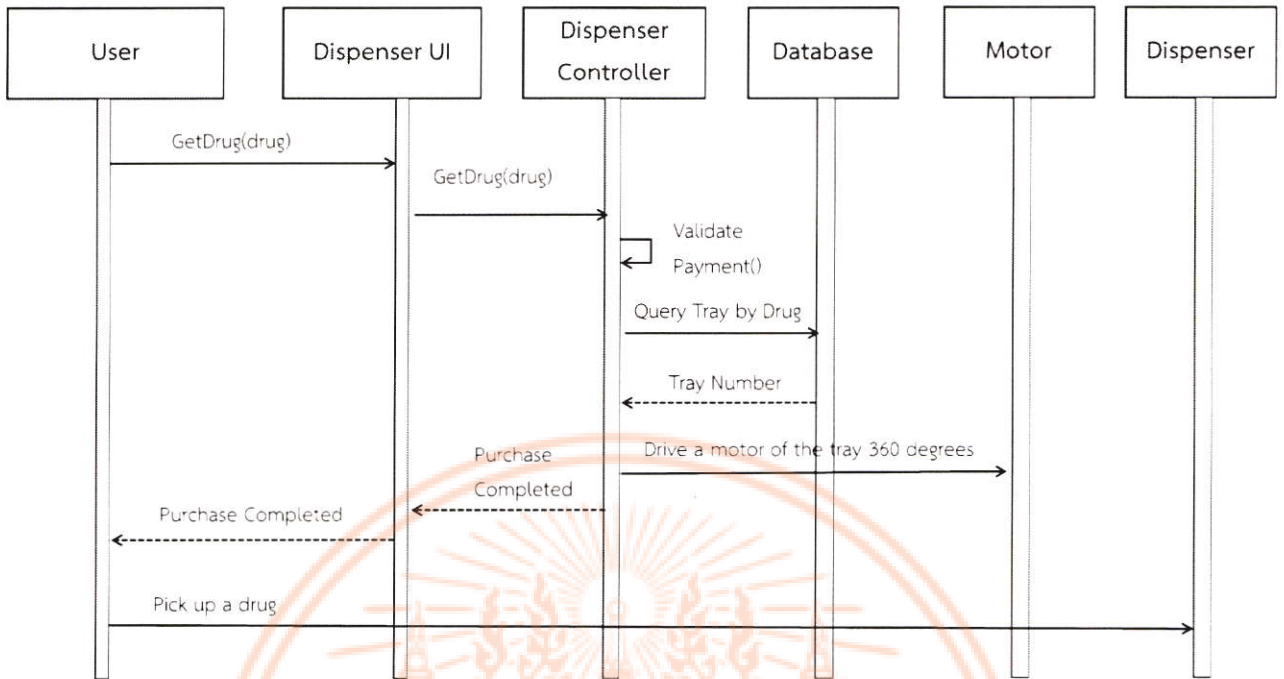 User
Dispenser UI
Dispenser
Controller
Database
Motor
Dispenser
GetDrug(drug)
GetDrug(drug)
Validate
Payment()
Query Tray by Drug
Tray Number
Drive a motor of the tray 360 degrees
Purchase
Completed
Purchase Completed
Pick up a drug